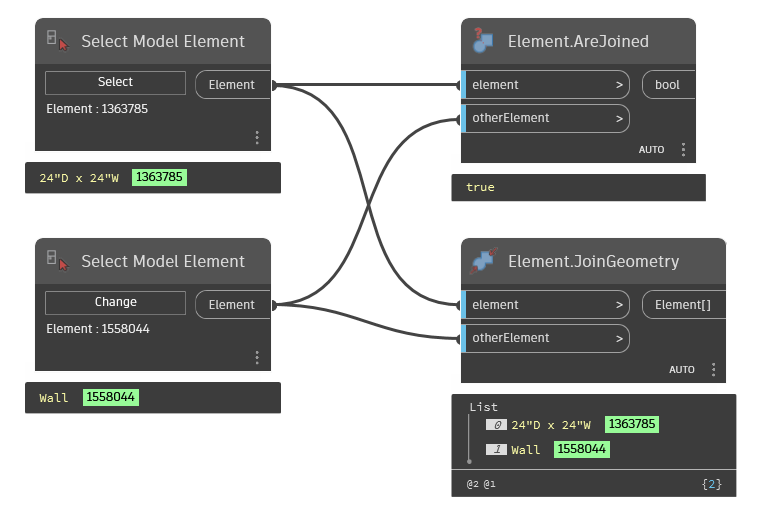 Select Model Element
Select
Element
Element : 1363785
24"D x 24"W 1363785
Element.AreJoined
element >
bool
otherElement >
AUTO
true
Select Model Element
Change
Element
Element : 1558044
Wall 1558044
Element.JoinGeometry
element >
Element[]
otherElement >
AUTO
List
0 24"D x 24"W 1363785
1 Wall 1558044
@2 @1 {2}